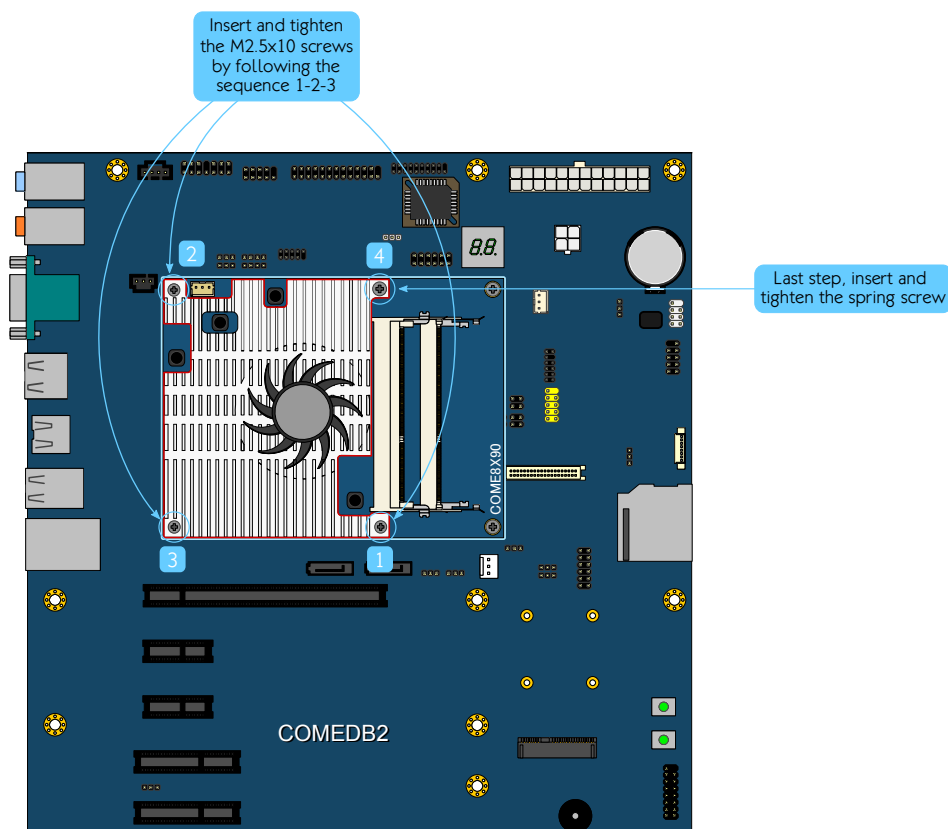 Insert and tighten
the M2.5x10 screws
by following the
sequence 1-2-3
2
4
8.8.
Last step, insert and
tighten the spring screw
COME8X90
3
1
COMEDB2